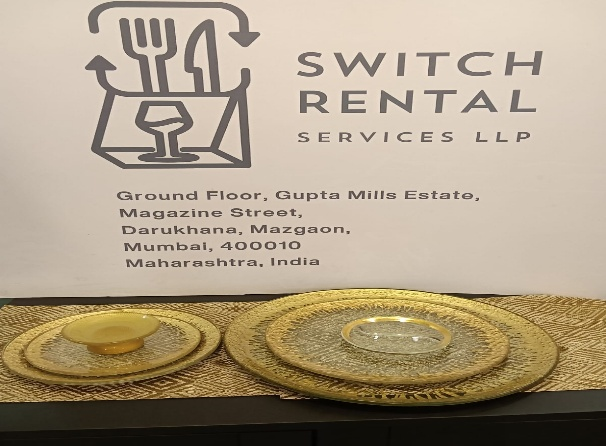 SWITCH
RENTAL
SERVICES LLP
Ground Floor, Gupta Mills Estate,
Magazine Street,
Darukhana, Mazgaon,
Mumbai, 400010
Maharashtra, India